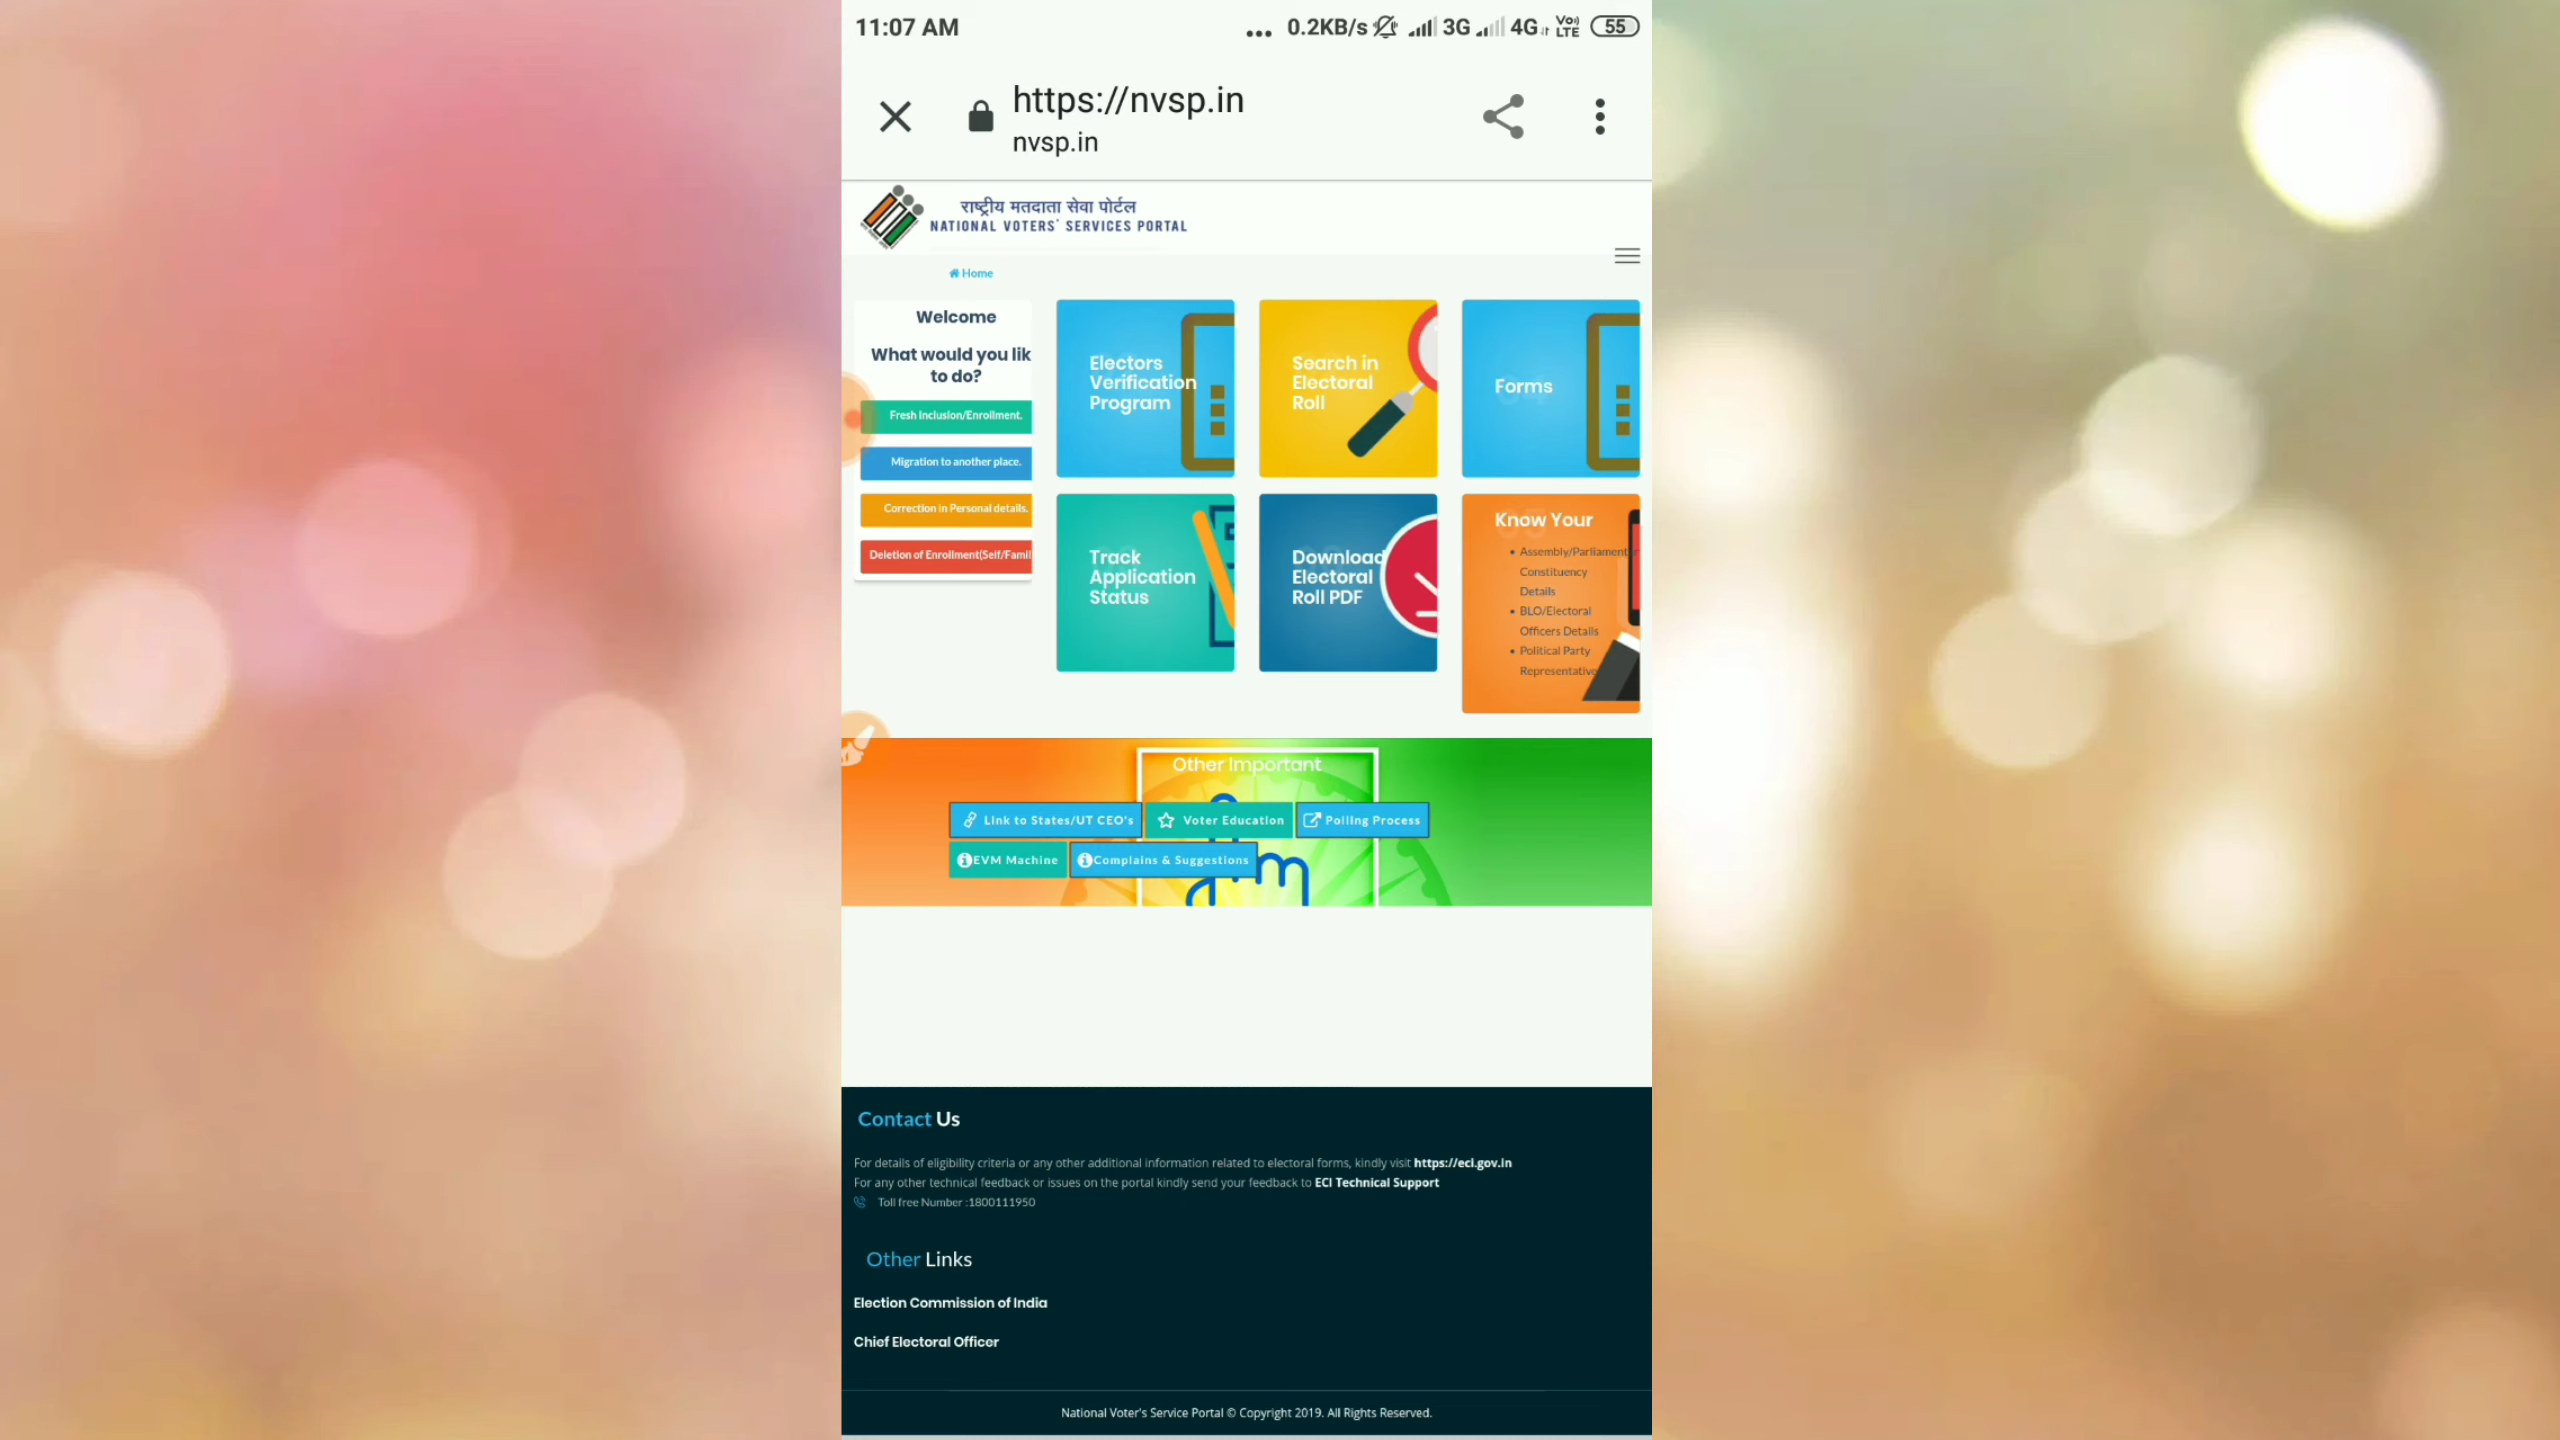 11:07 AM
... 0.2KB/s 3G 4G Vo) LTE 55
https://nvsp.in
nvsp.in
राष्ट्रीय मतदाता सेवा पोर्टल
NATIONAL VOTERS' SERVICES PORTAL
Home
Welcome
What would you lik
to do?
Fresh Inclusion/Enrollment.
Migration to another place.
Correction in Personal details.
Deletion of Enrollment(Self/Famil
Electors
Verification
Program
Search in
Electoral
Roll
Forms
Track
Application
Status
Download
Electoral
Roll PDF
Know Your
• Assembly/Parliamentar
Constituency
Details
• BLO/Electoral
Officers Details
• Political Party
Representative
Other Important
Link to States/UT CEO's
Voter Education
Polling Process
EVM Machine
Complains & Suggestions
Contact Us
For details of eligibility criteria or any other additional information related to electoral forms, kindly visit https://eci.gov.in
For any other technical feedback or issues on the portal kindly send your feedback to ECI Technical Support
Toll free Number :1800111950
Other Links
Election Commission of India
Chief Electoral Officer
National Voter's Service Portal © Copyright 2019. All Rights Reserved.